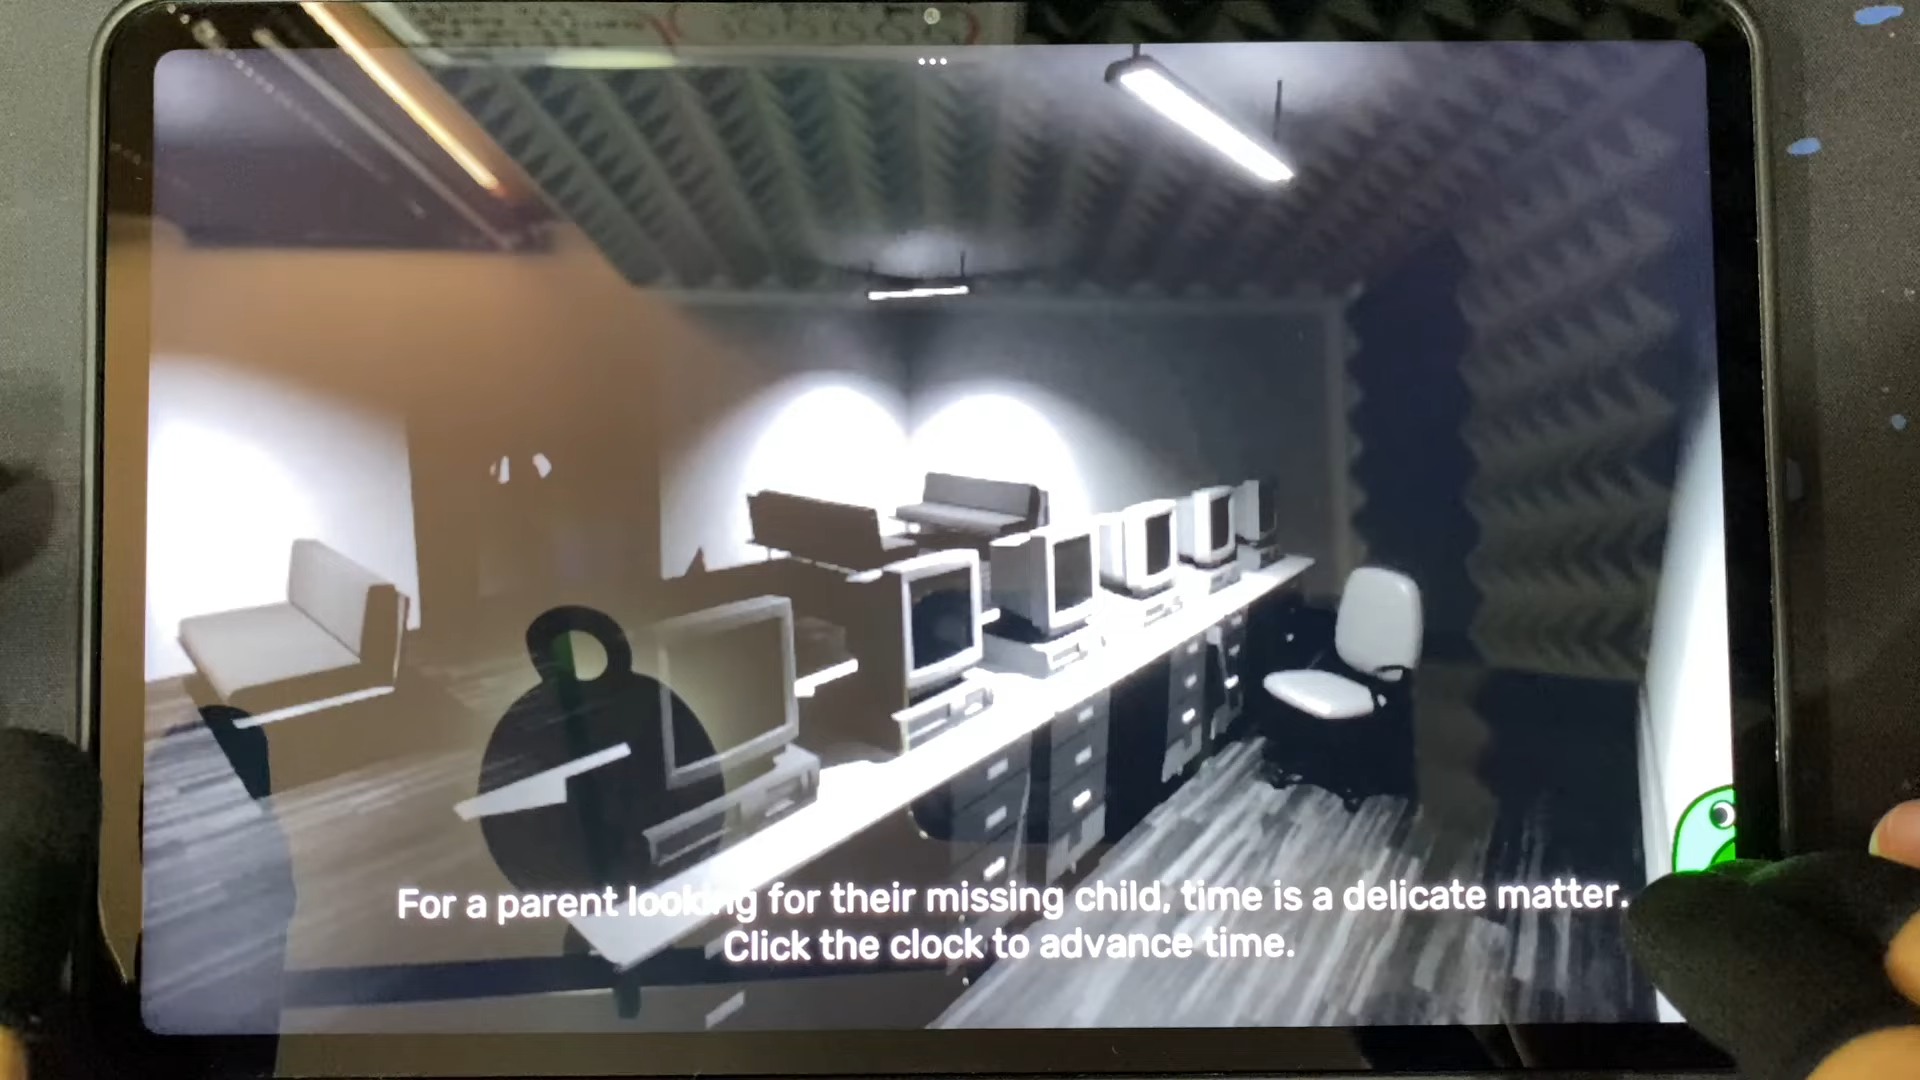 For a parent looking for their missing child, time is a delicate matter.
Click the clock to advance time.